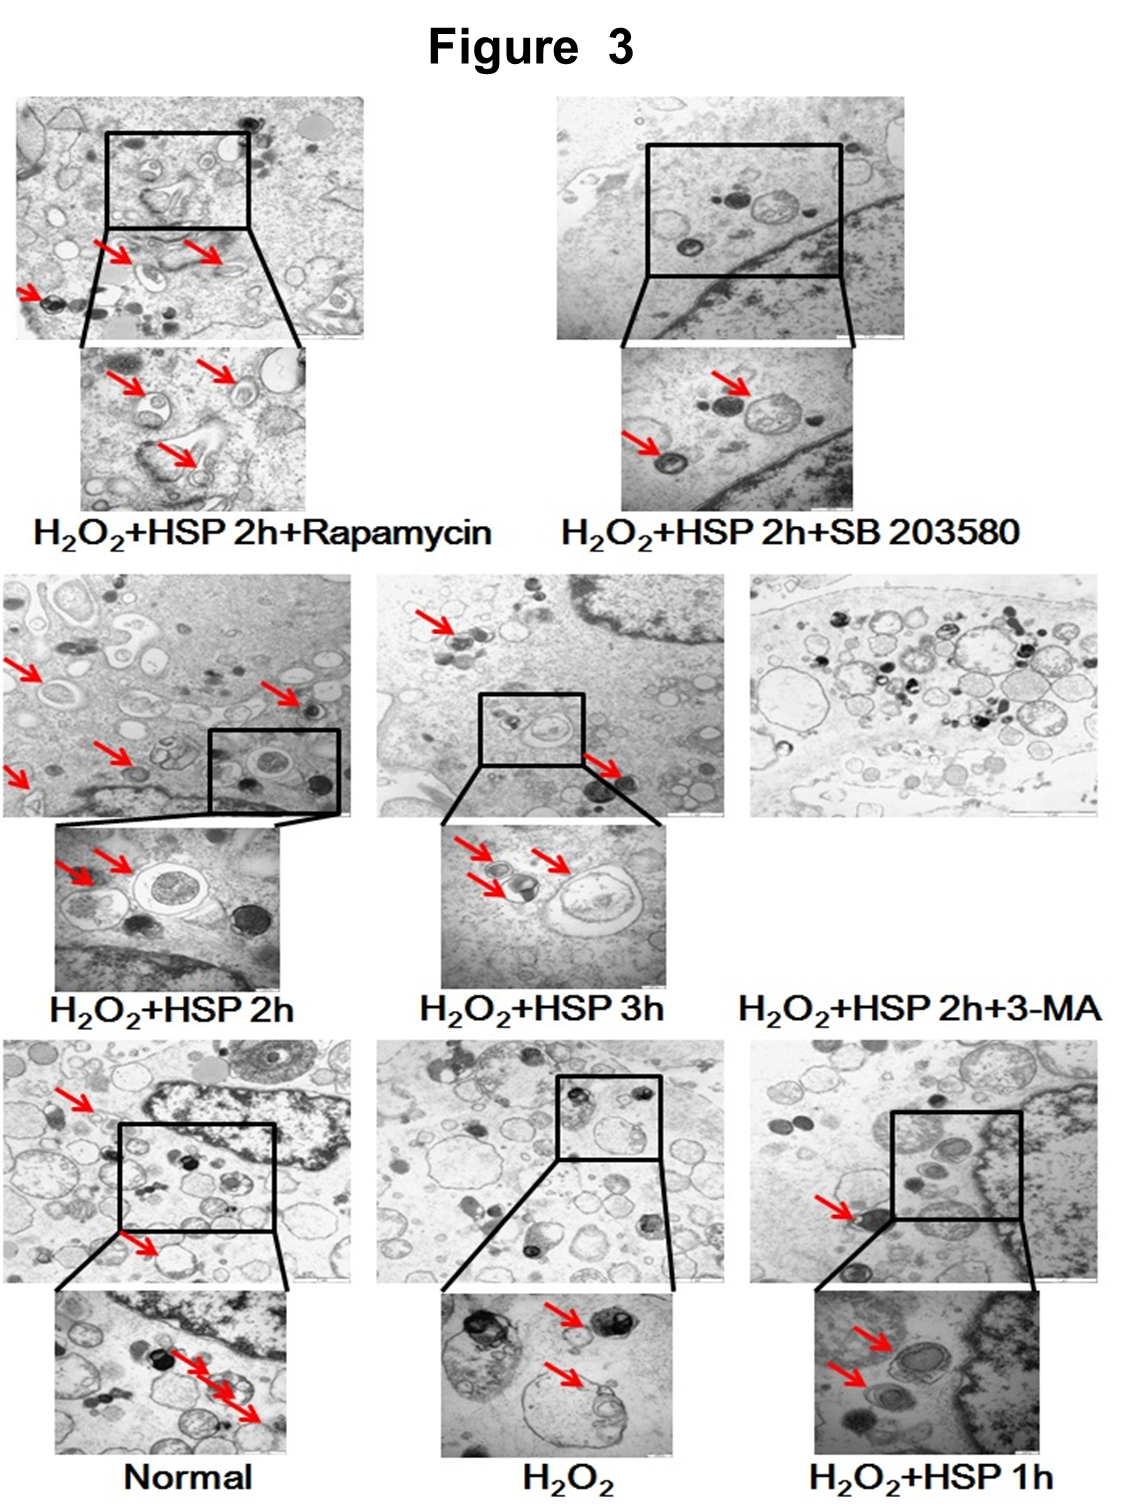 Figure 3
H₂O₂+HSP 2h+Rapamycin
H₂O₂+HSP 2h+SB 203580
H₂O₂+HSP 2h
H₂O₂+HSP 3h
H₂O₂+HSP 2h+3-MA
Normal
H₂O₂
H₂O₂+HSP 1h